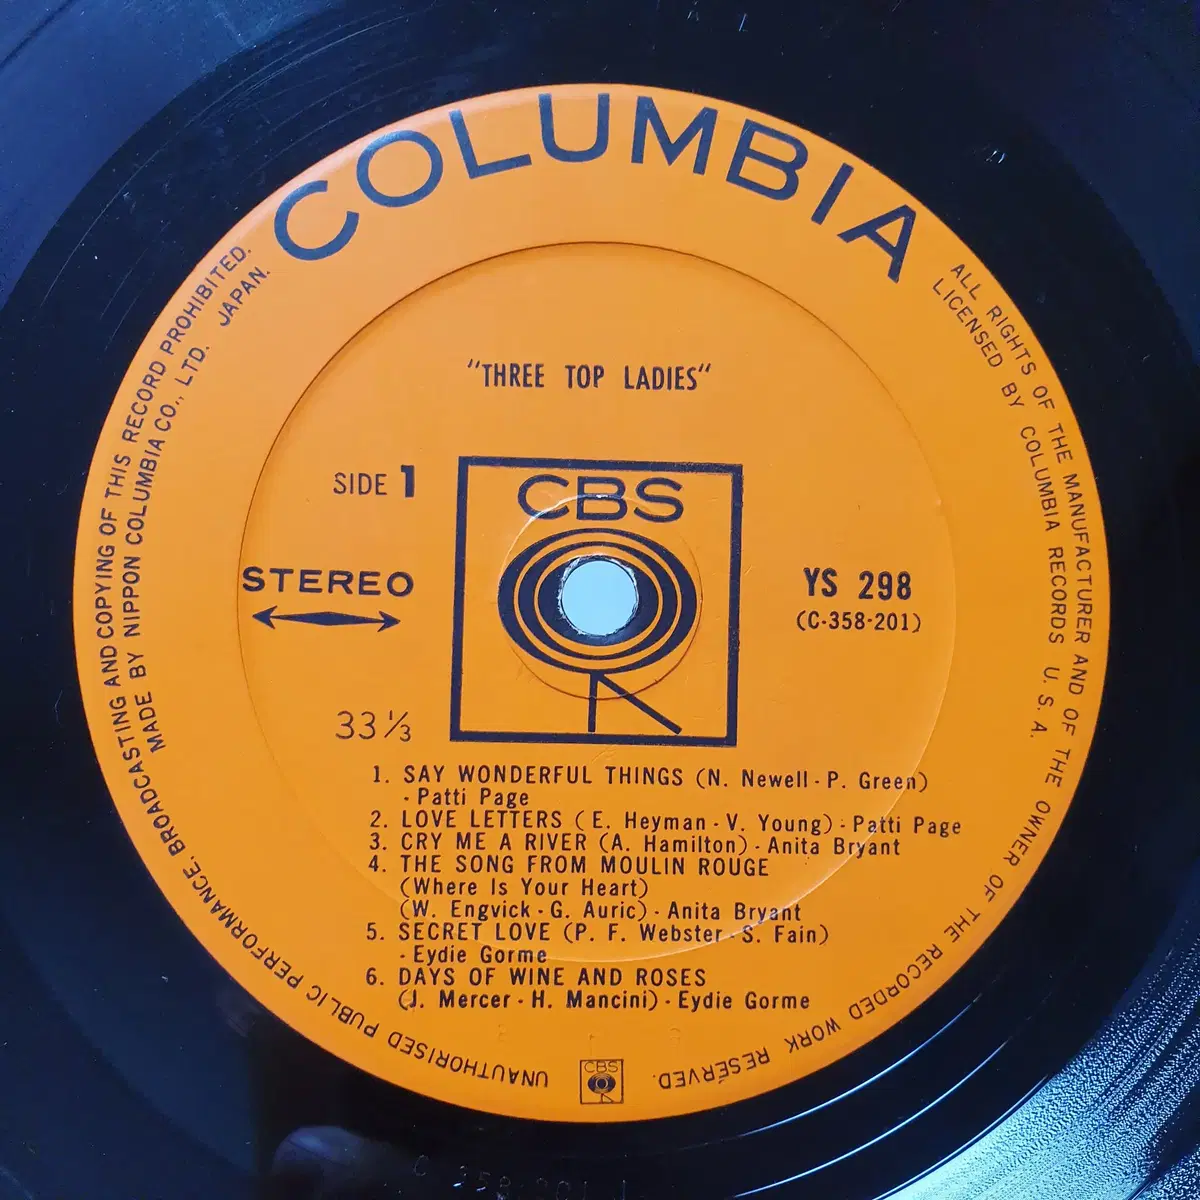 COLUMBIA
"THREE TOP LADIES"
SIDE 1
CBS
STEREO
YS 298
(C-358-201)
33 1/3
1. SAY WONDERFUL THINGS (N. Newell - P. Green)
- Patti Page
2. LOVE LETTERS ( E. Heyman - V. Young) - Patti Page
3. CRY ME A RIVER (A. Hamilton) - Anita Bryant
4. THE SONG FROM MOULIN ROUGE
(Where Is Your Heart)
(W. Engvick - G. Auric) - Anita Bryant
5. SECRET LOVE (P. F. Webster - S. Fain)
- Eydie Gorme
6. DAYS OF WINE AND ROSES
(J. Mercer - H. Mancini) - Eydie Gorme
ALL RIGHTS OF THE MANUFACTURER AND OF THE OWNER OF THE RECORDED WORK RESERVED.
LICENSED BY COLUMBIA RECORDS U. S. A.
CBS
UNAUTHORISED PUBLIC PERFORMANCE, BROADCASTING AND COPYING OF THIS RECORD PROHIBITED.
MADE BY NIPPON COLUMBIA CO., LTD. JAPAN.
C 358 201 1